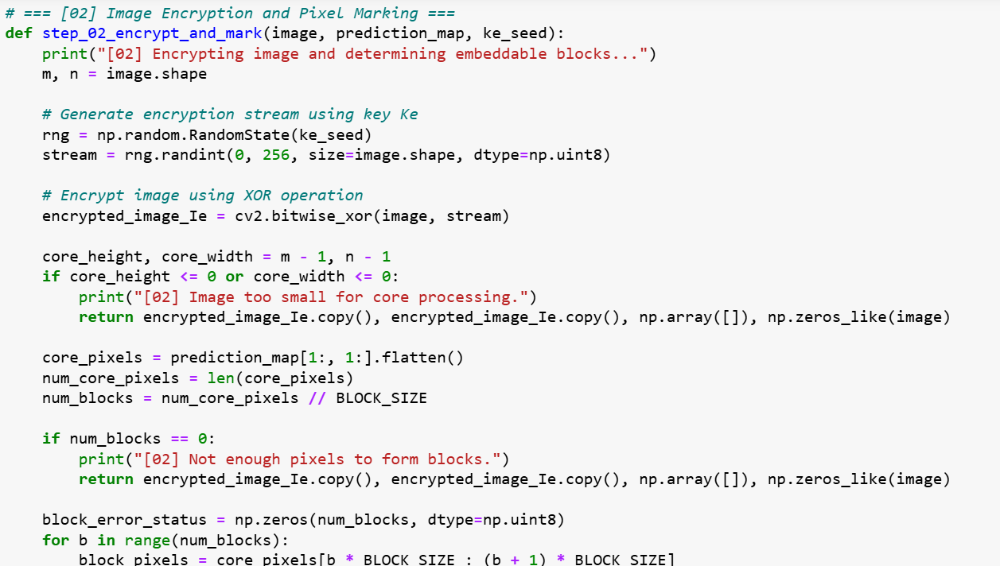 # === [02] Image Encryption and Pixel Marking ===
def step_02_encrypt_and_mark(image, prediction_map, ke_seed):
    print("[02] Encrypting image and determining embeddable blocks...")
    m, n = image.shape

    # Generate encryption stream using key Ke
    rng = np.random.RandomState(ke_seed)
    stream = rng.randint(0, 256, size=image.shape, dtype=np.uint8)

    # Encrypt image using XOR operation
    encrypted_image_Ie = cv2.bitwise_xor(image, stream)

    core_height, core_width = m - 1, n - 1
    if core_height <= 0 or core_width <= 0:
        print("[02] Image too small for core processing.")
        return encrypted_image_Ie.copy(), encrypted_image_Ie.copy(), np.array([]), np.zeros_like(image)

    core_pixels = prediction_map[1:, 1:].flatten()
    num_core_pixels = len(core_pixels)
    num_blocks = num_core_pixels // BLOCK_SIZE

    if num_blocks == 0:
        print("[02] Not enough pixels to form blocks.")
        return encrypted_image_Ie.copy(), encrypted_image_Ie.copy(), np.array([]), np.zeros_like(image)

    block_error_status = np.zeros(num_blocks, dtype=np.uint8)
    for b in range(num_blocks):
        block_pixels = core_pixels[b * BLOCK_SIZE : (b + 1) * BLOCK_SIZE]